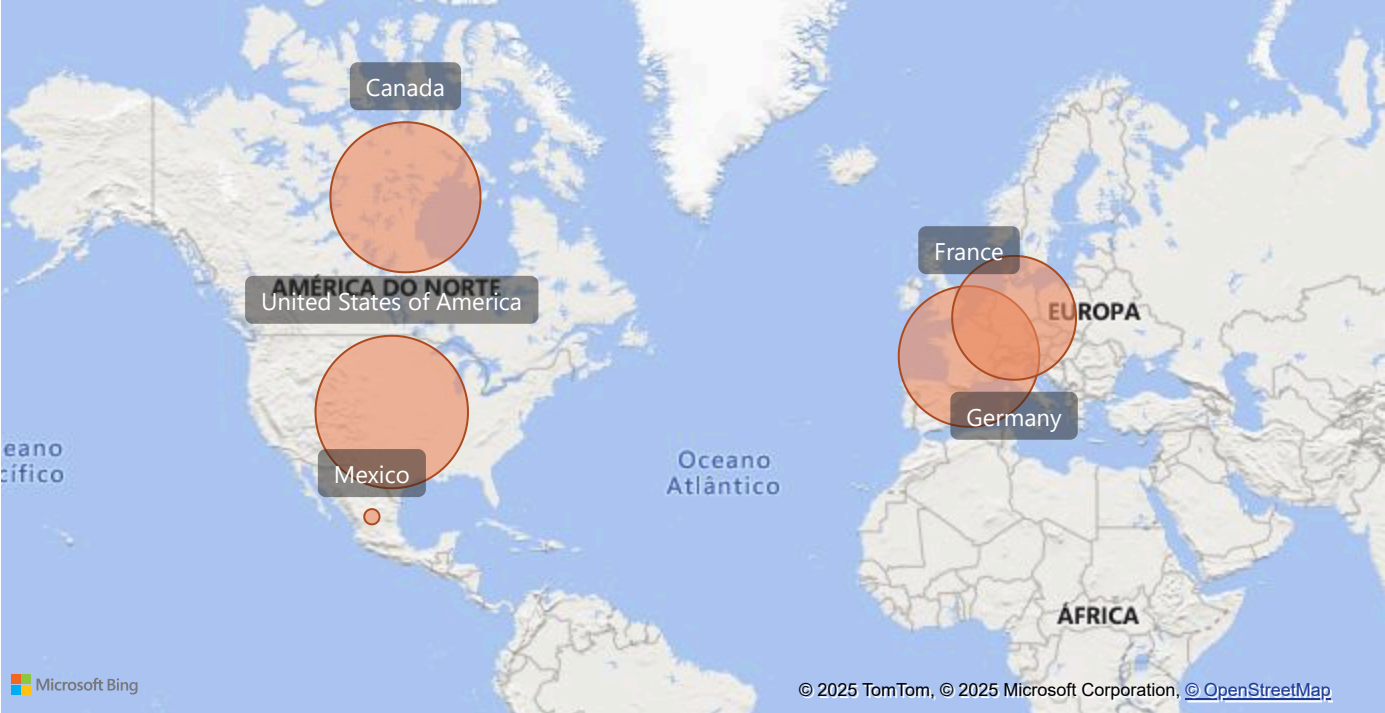 Canada
AMÉRICA DO NORTE
United States of America
France
EUROPA
Germany
eano
cífico
Mexico
Oceano
Atlântico
ÁFRICA
Microsoft Bing
© 2025 TomTom, © 2025 Microsoft Corporation, © OpenStreetMap